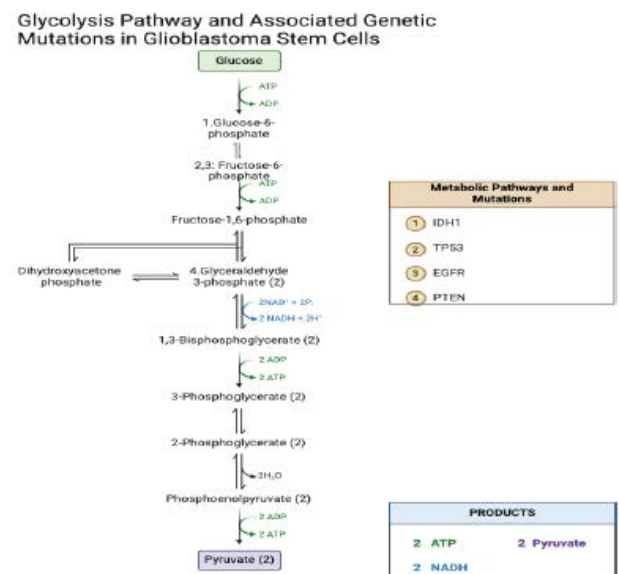 Glycolysis Pathway and Associated Genetic
Mutations in Glioblastoma Stem Cells
Glucose
ATP
ADP
1.Glucose-6-
phosphate
2,3: Fructose-6-
phosphate
ATP
ADP
Fructose-1,6-phosphate
Dihydroxyacetone
phosphate
4.Glyceraldehyde
3-phosphate (2)
2NAD⁺ + 2Pᵢ
2 NADH + 2H⁺
1,3-Bisphosphoglycerate (2)
2 ADP
2 ATP
3-Phosphoglycerate (2)
2-Phosphoglycerate (2)
2H₂O
Phosphoenolpyruvate (2)
2 ADP
2 ATP
Pyruvate (2)
Metabolic Pathways and
Mutations
1 IDH1
2 TP53
3 EGFR
4 PTEN
PRODUCTS
2 ATP 2 Pyruvate
2 NADH